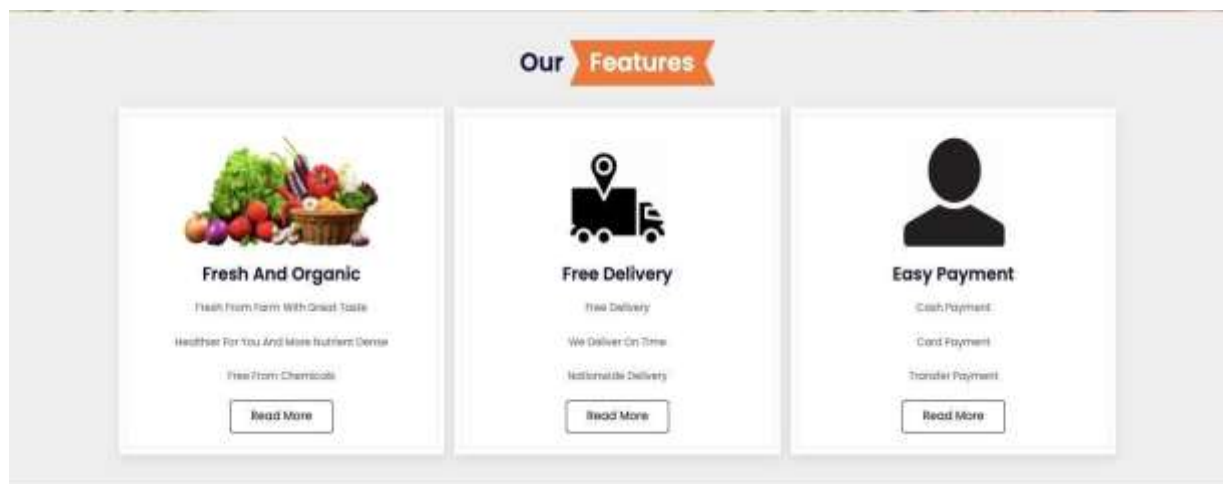 Our Features
Fresh And Organic
Fresh From Farm With Great Taste
Healthier For You And More Nutrient Dense
Free From Chemicals
Read More
Free Delivery
Free Delivery
We Deliver On Time
Nationwide Delivery
Read More
Easy Payment
Cash Payment
Card Payment
Transfer Payment
Read More